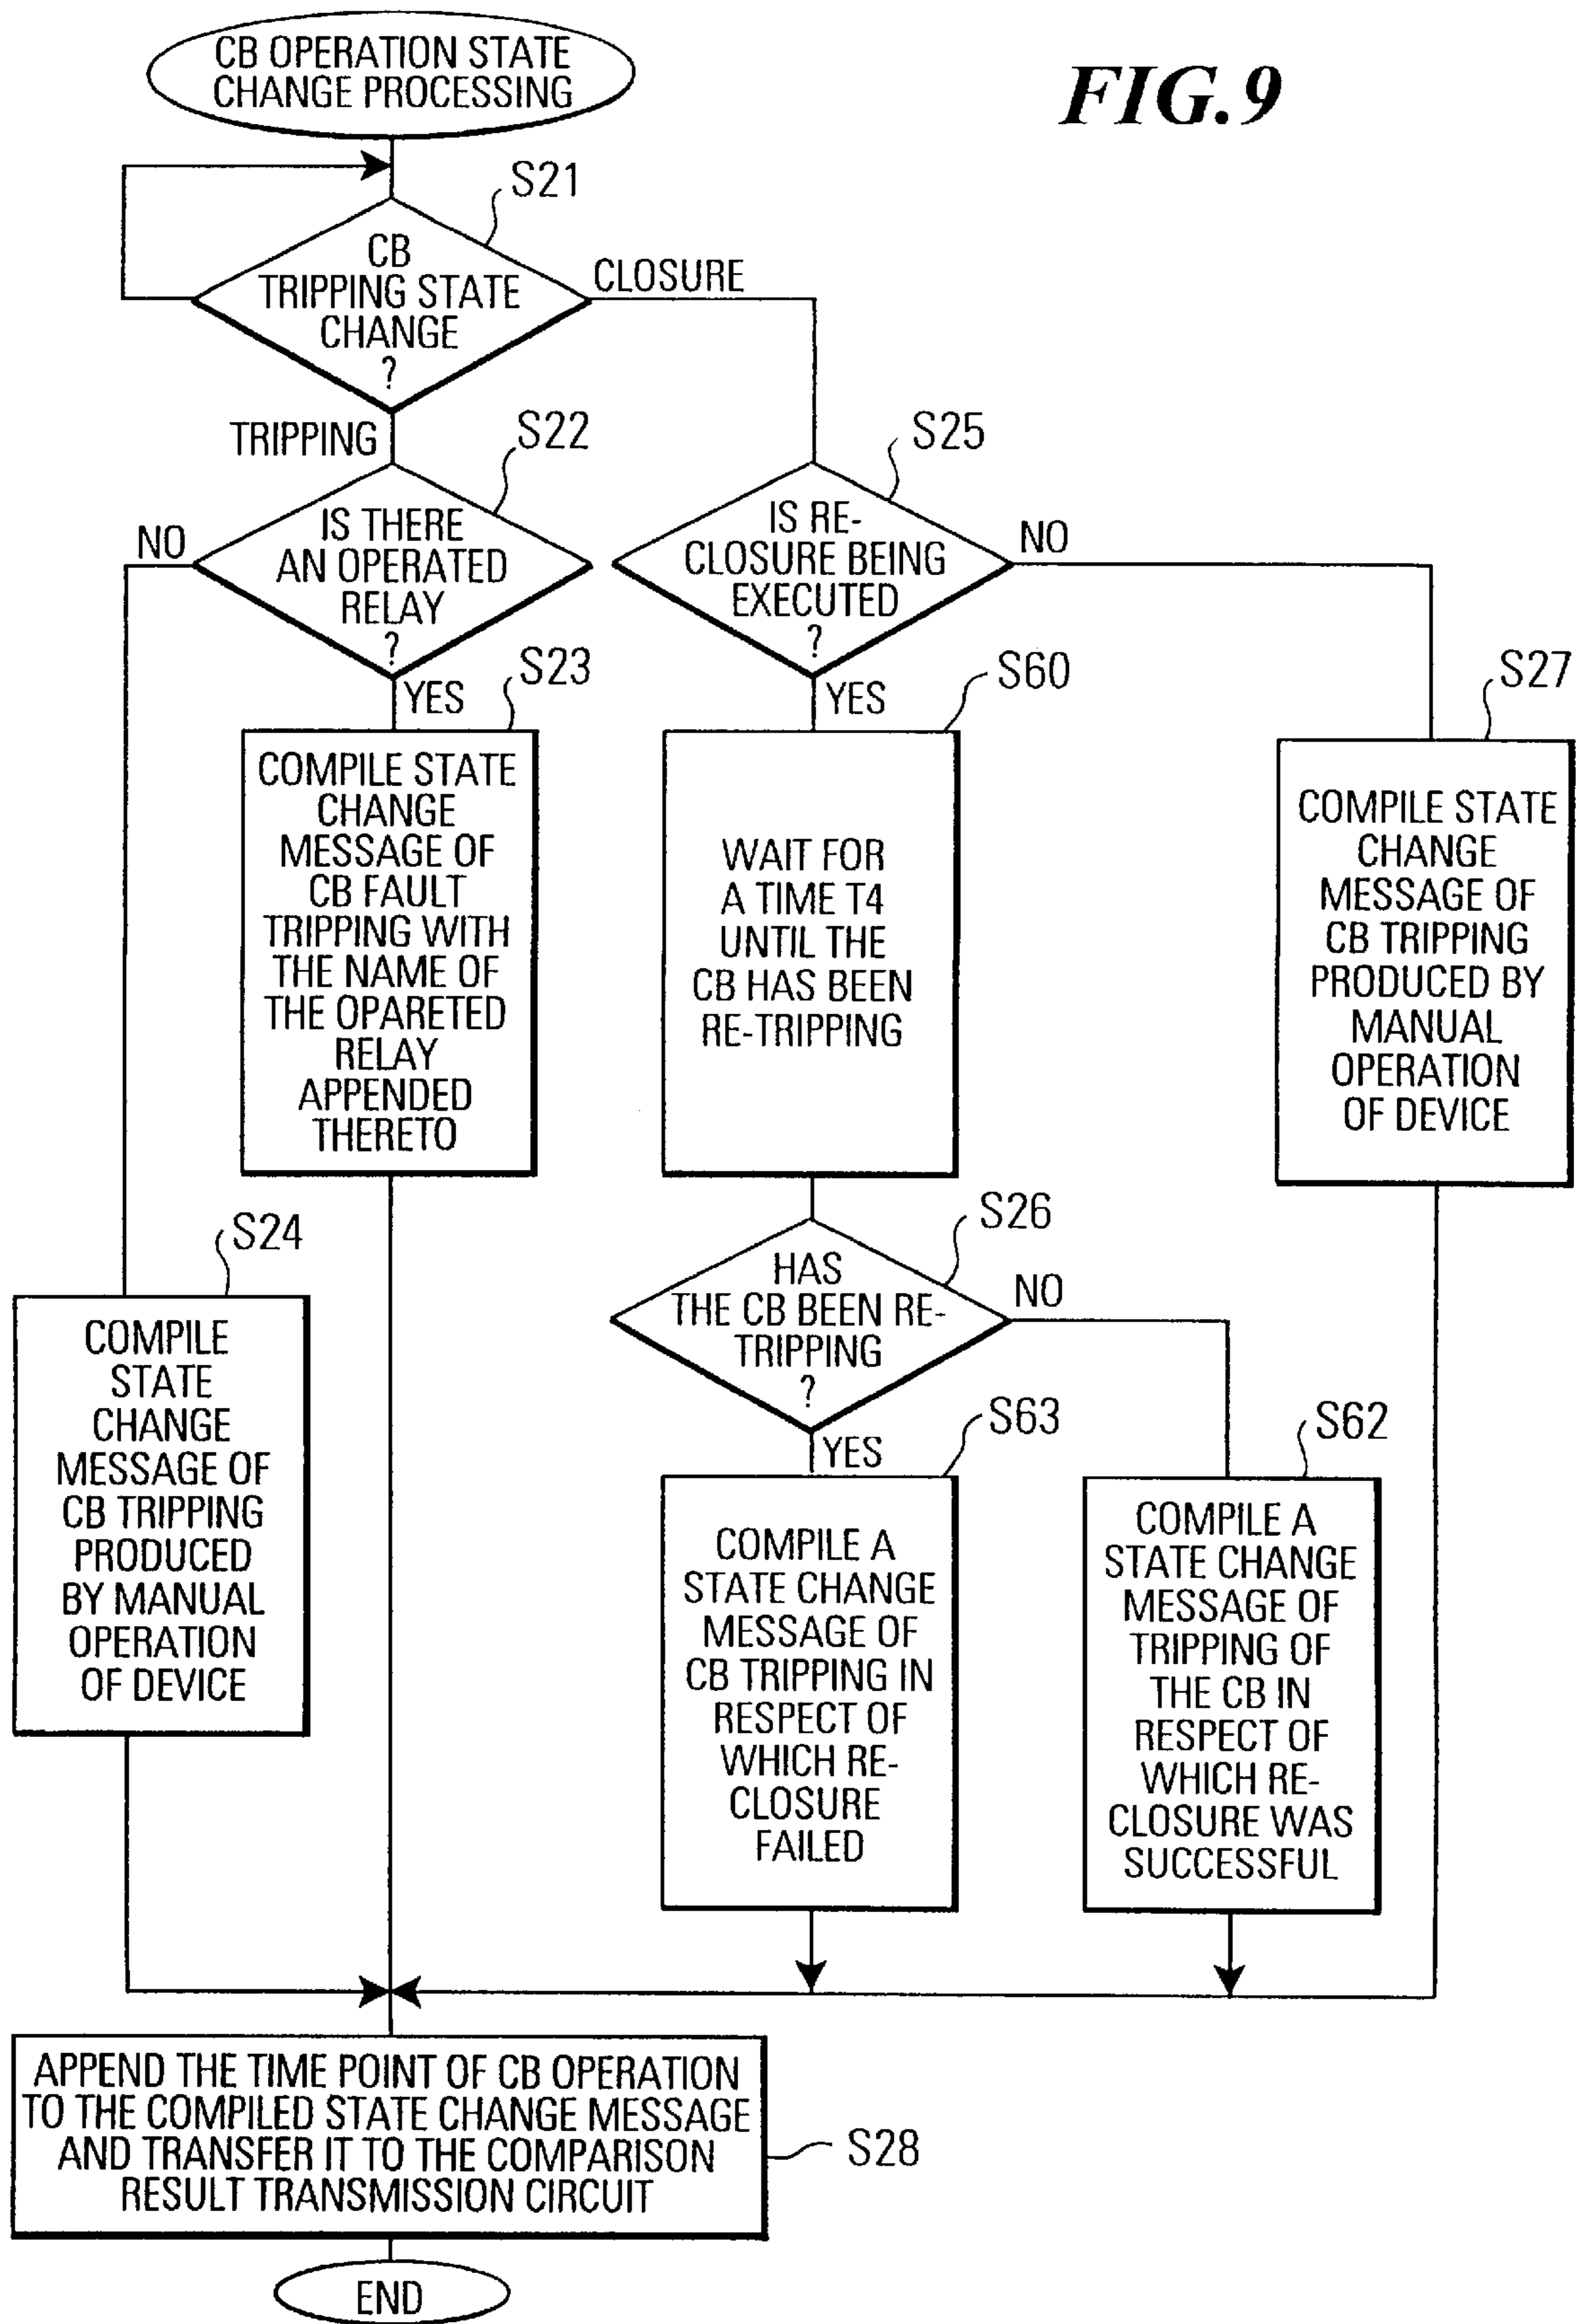 CB OPERATION STATE
CHANGE PROCESSING
FIG.9
S21
CB
TRIPPING STATE
CHANGE
?
CLOSURE
TRIPPING
S22
IS THERE
AN OPERATED
RELAY
?
NO
YES
S25
IS RE-
CLOSURE BEING
EXECUTED
?
NO
YES
S23
COMPILE STATE
CHANGE
MESSAGE OF
CB FAULT
TRIPPING WITH
THE NAME OF
THE OPARETED
RELAY
APPENDED
THERETO
S60
WAIT FOR
A TIME T4
UNTIL THE
CB HAS BEEN
RE-TRIPPING
S27
COMPILE STATE
CHANGE
MESSAGE OF
CB TRIPPING
PRODUCED BY
MANUAL
OPERATION
OF DEVICE
S24
COMPILE
STATE
CHANGE
MESSAGE OF
CB TRIPPING
PRODUCED
BY MANUAL
OPERATION
OF DEVICE
S26
HAS
THE CB BEEN RE-
TRIPPING
?
NO
YES
S63
COMPILE A
STATE CHANGE
MESSAGE OF
CB TRIPPING IN
RESPECT OF
WHICH RE-
CLOSURE
FAILED
S62
COMPILE A
STATE CHANGE
MESSAGE OF
TRIPPING OF
THE CB IN
RESPECT OF
WHICH RE-
CLOSURE WAS
SUCCESSFUL
APPEND THE TIME POINT OF CB OPERATION
TO THE COMPILED STATE CHANGE MESSAGE
AND TRANSFER IT TO THE COMPARISON
RESULT TRANSMISSION CIRCUIT
S28
END